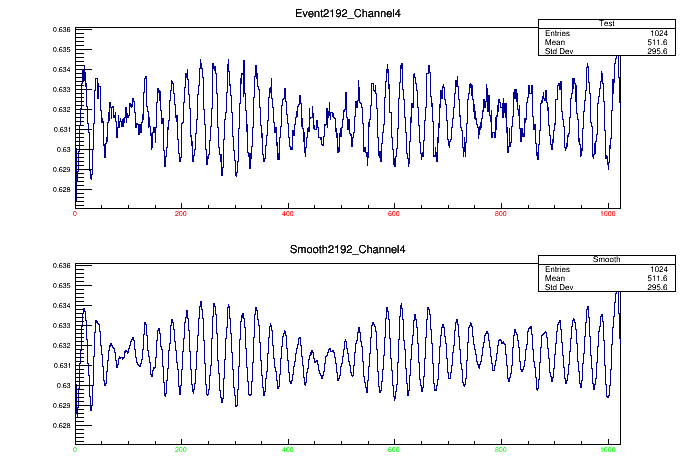 Event2192_Channel4
Test
Entries 1024
Mean 511.6
Std Dev 295.6
0.636
0.635
0.634
0.633
0.632
0.631
0.63
0.629
0.628
0 200 400 600 800 1000
Smooth2192_Channel4
Smooth
Entries 1024
Mean 511.6
Std Dev 295.6
0.636
0.635
0.634
0.633
0.632
0.631
0.63
0.629
0.628
0 200 400 600 800 1000